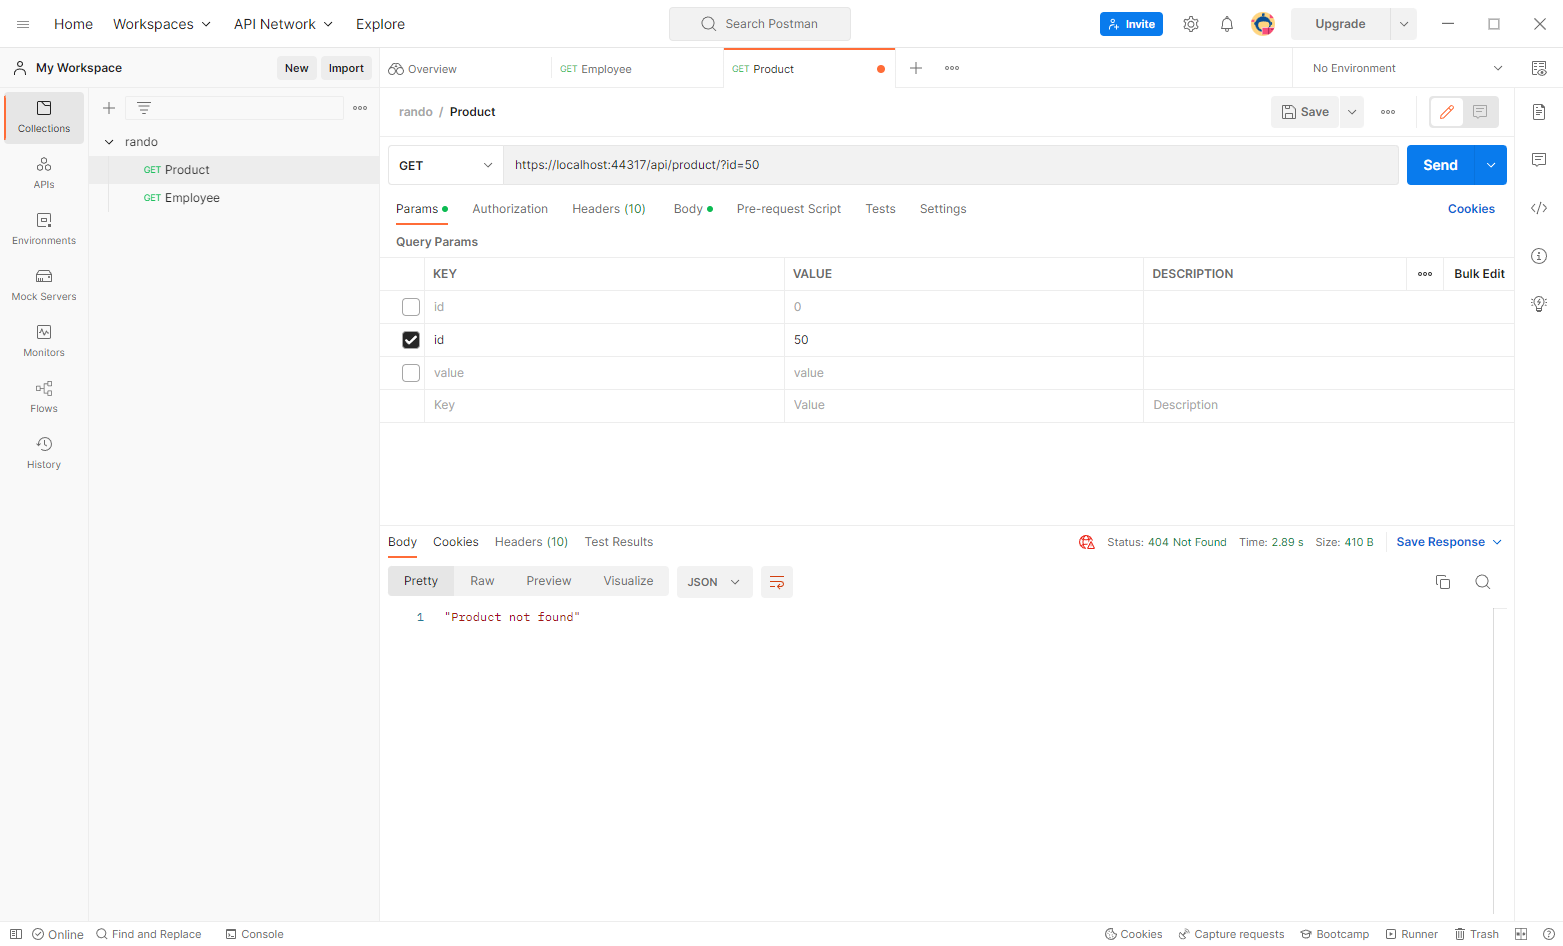 Home Workspaces API Network Explore Search Postman Invite Upgrade
My Workspace New Import Overview GET Employee GET Product No Environment
Collections
APIs
Environments
Mock Servers
Monitors
Flows
History
rando
GET Product
GET Employee
rando / Product Save
GET https://localhost:44317/api/product/?id=50 Send
Params Authorization Headers (10) Body Pre-request Script Tests Settings Cookies
Query Params
KEY VALUE DESCRIPTION Bulk Edit
id 0
id 50
value value
Key Value Description
Body Cookies Headers (10) Test Results Status: 404 Not Found Time: 2.89 s Size: 410 B Save Response
Pretty Raw Preview Visualize JSON
1 "Product not found"
Online Find and Replace Console Cookies Capture requests Bootcamp Runner Trash